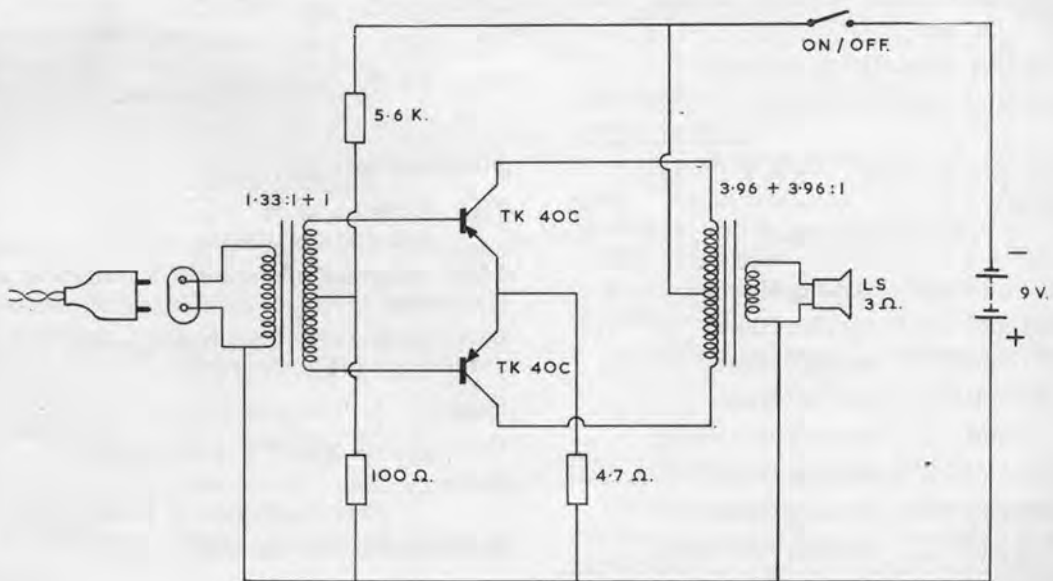 ON / OFF.
5·6 K.
1·33:1 + 1
TK 40C
3·96 + 3·96:1
LS
3 Ω.
−
9 V.
+
TK 40C
100 Ω.
4·7 Ω.